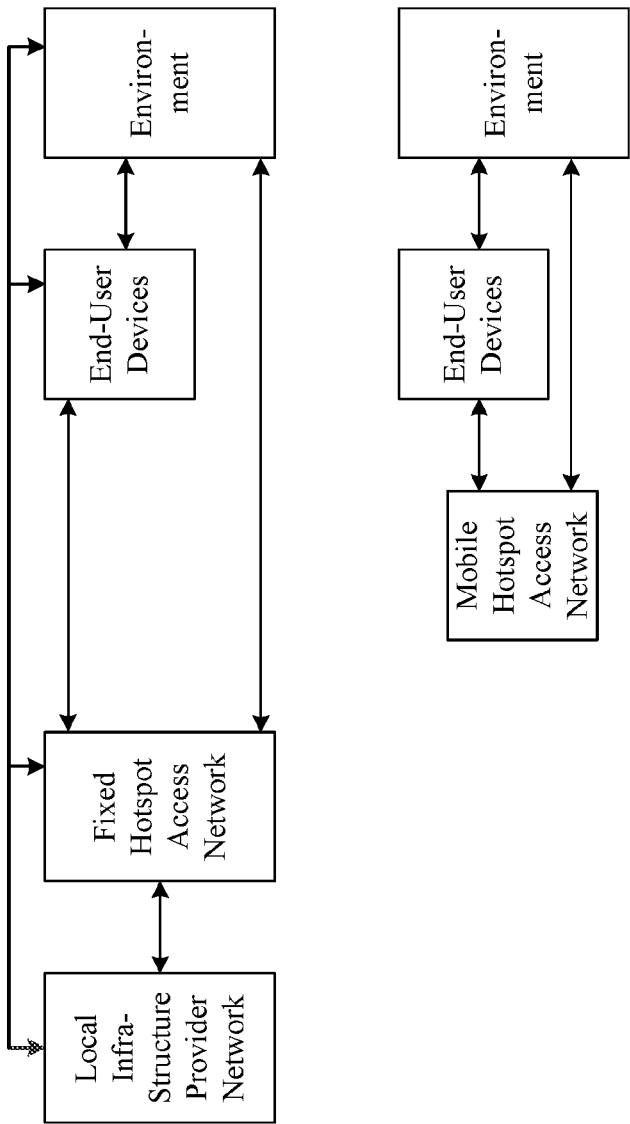 Local
Infra-
Structure
Provider
Network
Fixed
Hotspot
Access
Network
End-User
Devices
Environ-
ment
Mobile
Hotspot
Access
Network
End-User
Devices
Environ-
ment